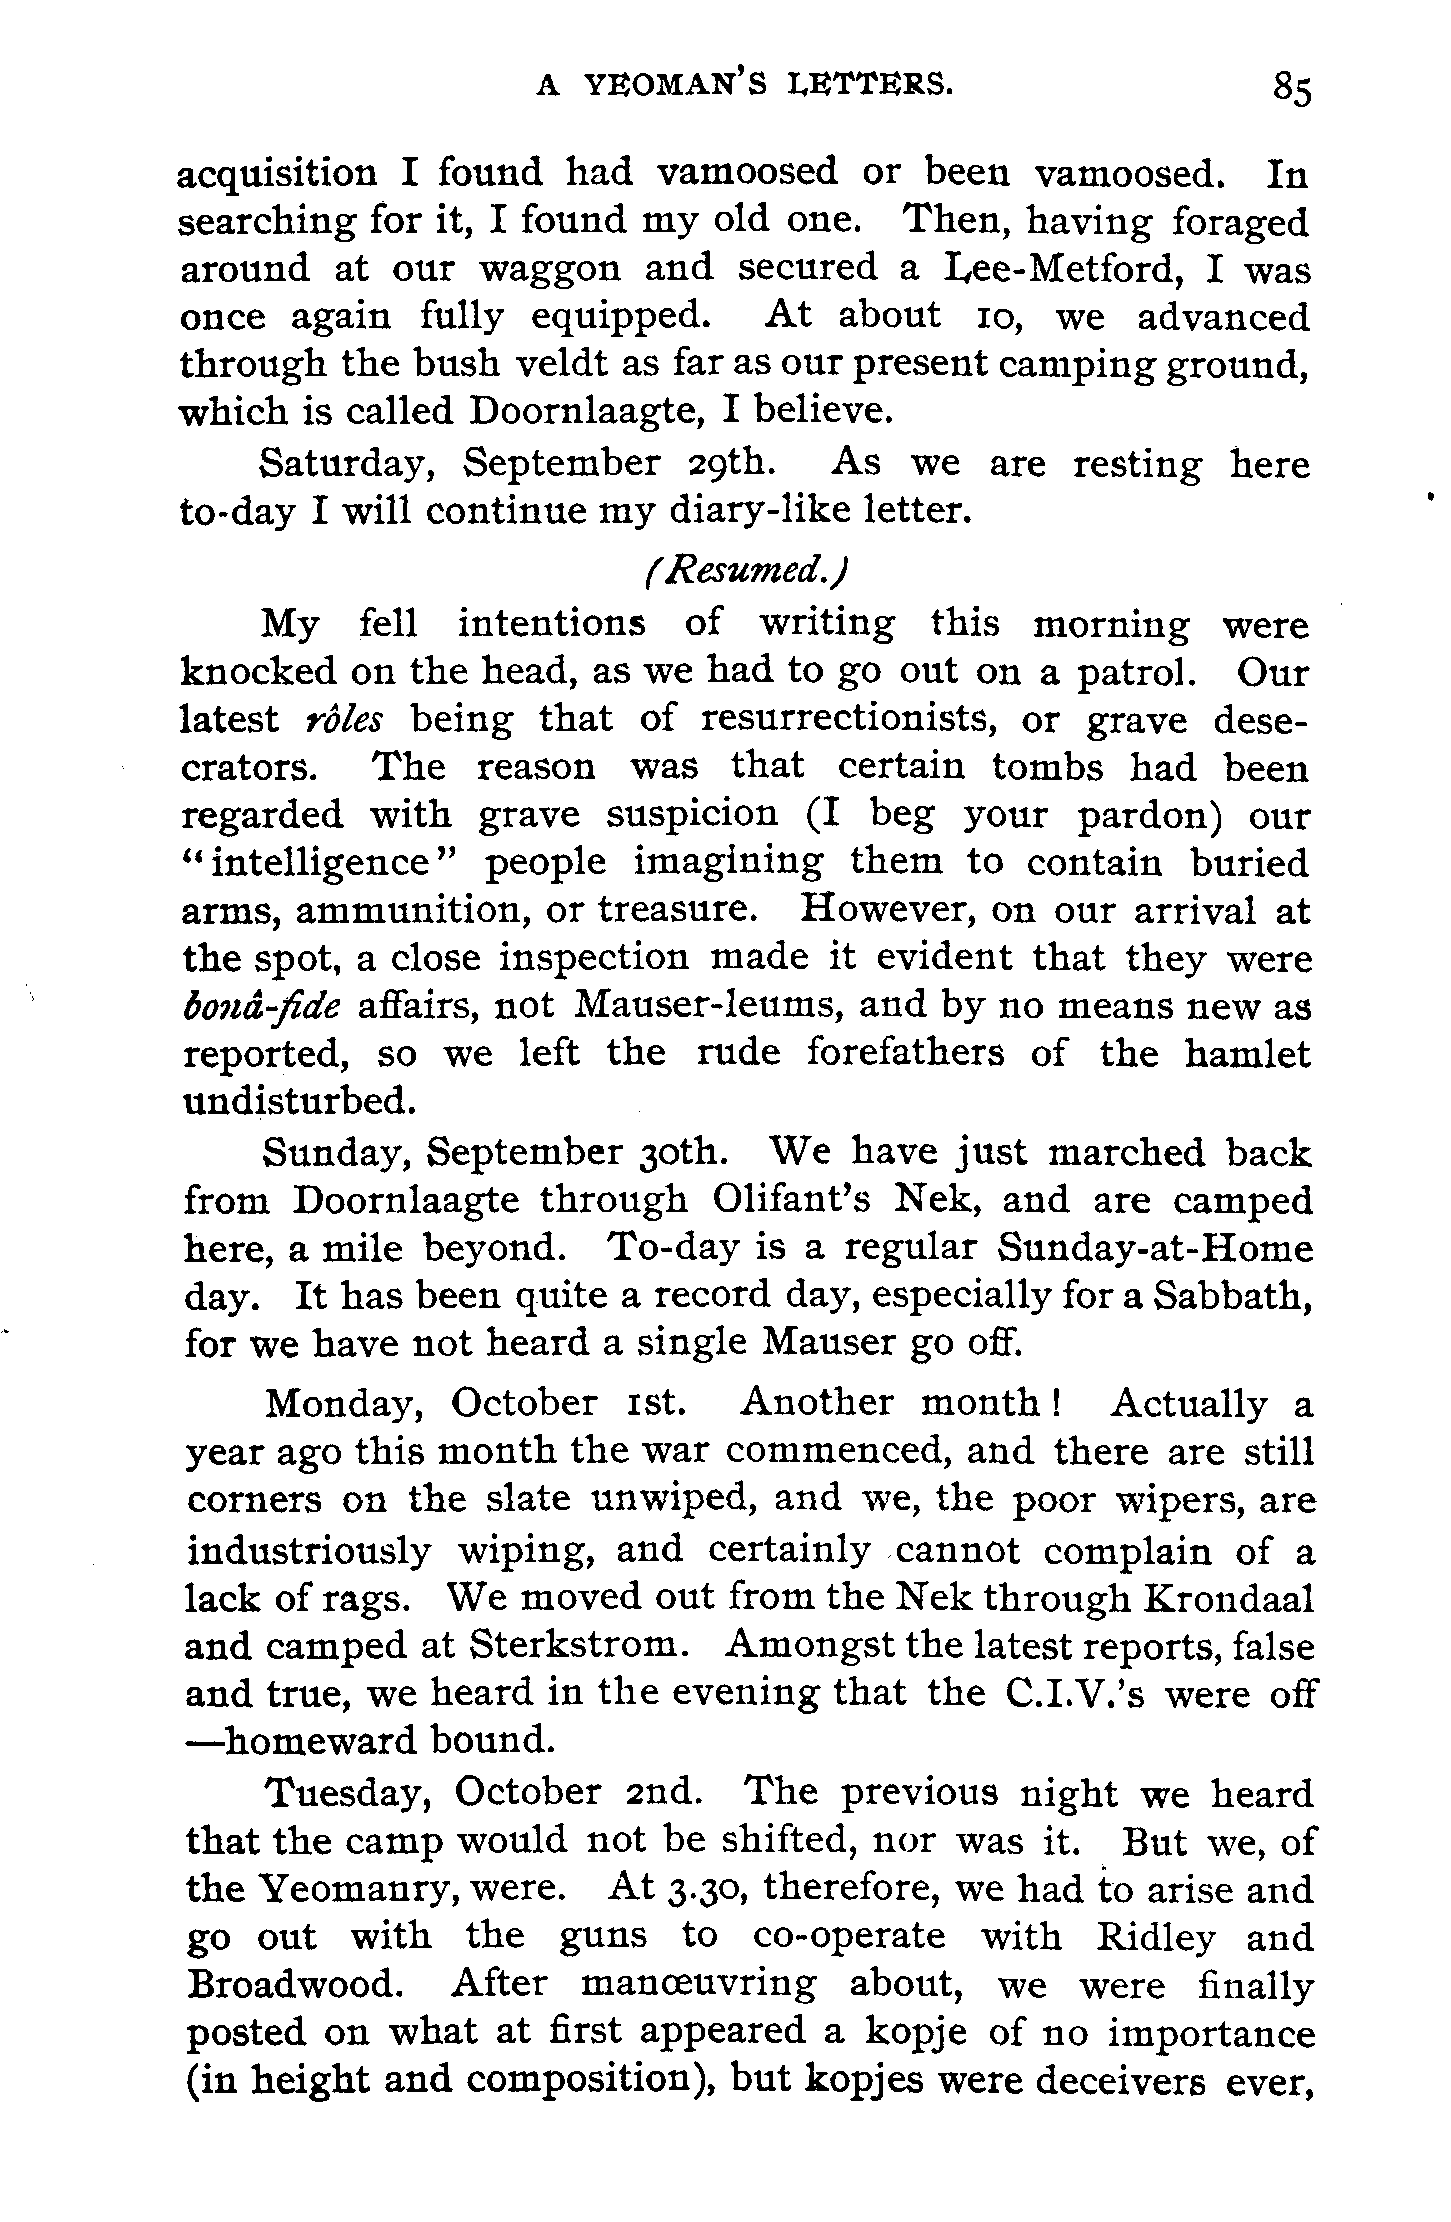 A YEOMAN'S LETTERS. 85
acquisition I found had vamoosed or been vamoosed. In
searching for it, I found my old one. Then, having foraged
around at our waggon and secured a Lee-Metford, I was
once again fully equipped. At about 10, we advanced
through the bush veldt as far as our present camping ground,
which is called Doornlaagte, I believe.
Saturday, September 29th. As we are resting here
to-day I will continue my diary-like letter.
(Resumed.)
My fell intentions of writing this morning were
knocked on the head, as we had to go out on a patrol. Our
latest rôles being that of resurrectionists, or grave dese-
crators. The reason was that certain tombs had been
regarded with grave suspicion (I beg your pardon) our
"intelligence" people imagining them to contain buried
arms, ammunition, or treasure. However, on our arrival at
the spot, a close inspection made it evident that they were
bonâ-fide affairs, not Mauser-leums, and by no means new as
reported, so we left the rude forefathers of the hamlet
undisturbed.
Sunday, September 30th. We have just marched back
from Doornlaagte through Olifant's Nek, and are camped
here, a mile beyond. To-day is a regular Sunday-at-Home
day. It has been quite a record day, especially for a Sabbath,
for we have not heard a single Mauser go off.
Monday, October 1st. Another month! Actually a
year ago this month the war commenced, and there are still
corners on the slate unwiped, and we, the poor wipers, are
industriously wiping, and certainly cannot complain of a
lack of rags. We moved out from the Nek through Krondaal
and camped at Sterkstrom. Amongst the latest reports, false
and true, we heard in the evening that the C.I.V.'s were off
—homeward bound.
Tuesday, October 2nd. The previous night we heard
that the camp would not be shifted, nor was it. But we, of
the Yeomanry, were. At 3.30, therefore, we had to arise and
go out with the guns to co-operate with Ridley and
Broadwood. After manœuvring about, we were finally
posted on what at first appeared a kopje of no importance
(in height and composition), but kopjes were deceivers ever,